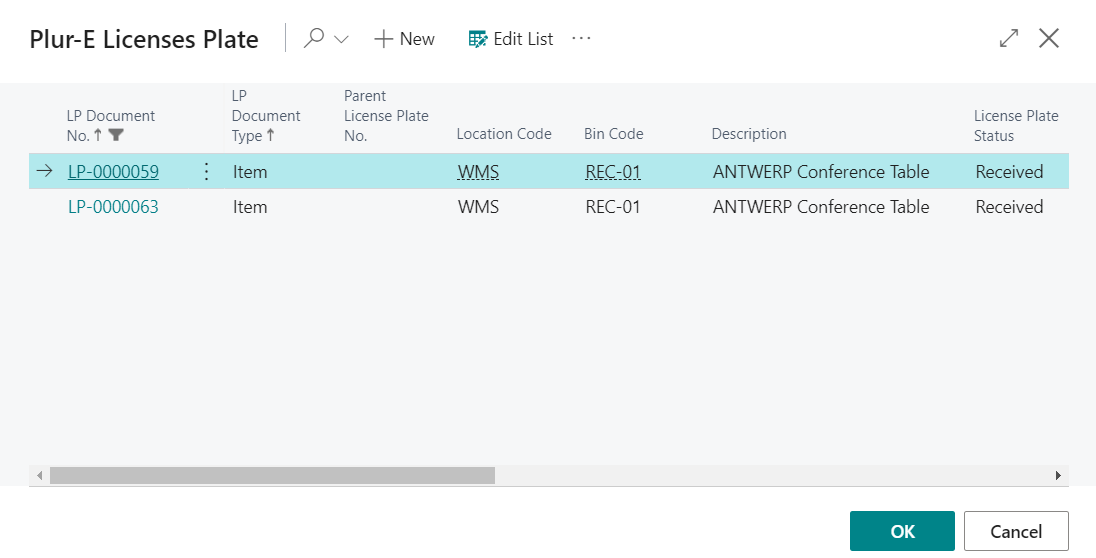 Plur-E Licenses Plate
New
Edit List
LP Document No.
LP Document Type
Parent License Plate No.
Location Code
Bin Code
Description
License Plate Status
LP-0000059 Item WMS REC-01 ANTWERP Conference Table Received
LP-0000063 Item WMS REC-01 ANTWERP Conference Table Received
OK
Cancel